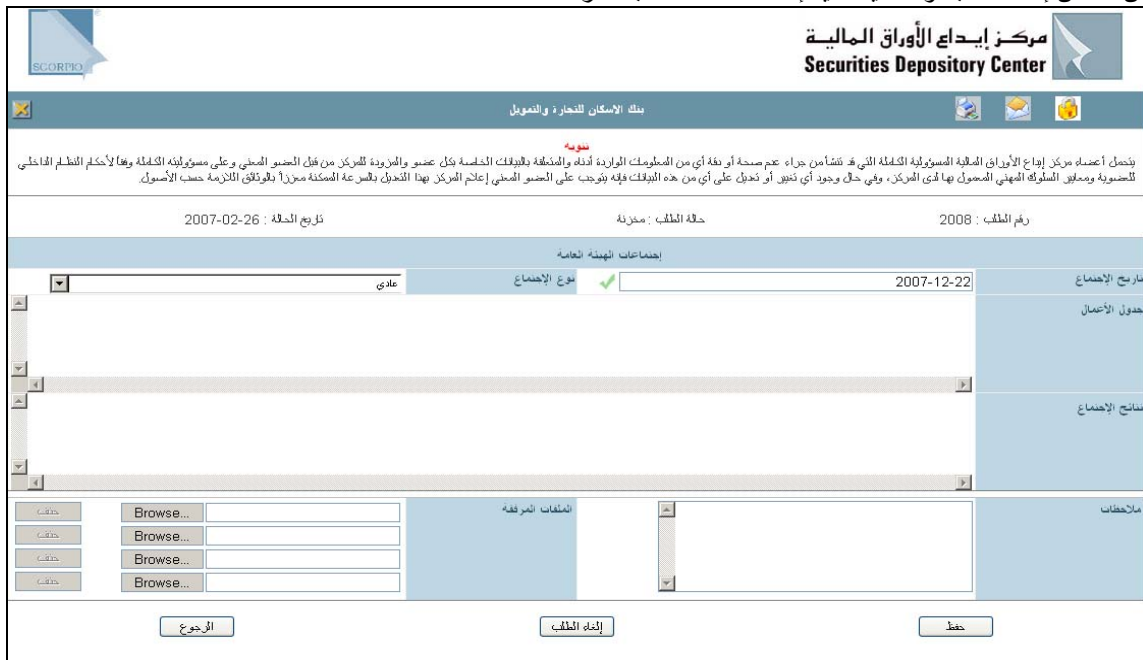 SCORPIO
مركز إيداع الأوراق المالية
Securities Depository Center
بنك الاسكان للتجارة والتمويل
تنويه
يتحمل أعضاء مركز إيداع الأوراق المالية المسؤولية الكاملة التي قد تنشأ من جراء عدم صحة أو دقة أي من المعلومات الواردة أدناه والمتعلقة بالبيانات الخاصة بكل عضو والمزودة للمركز من قبل العضو المعني وعلى مسؤوليته الكاملة وفقاً لأحكام النظام الداخلي
للعضوية ومعايير السلوك المهني المعمول بها لدى المركز، وفي حال وجود أي تغيير أو تعديل على أي من هذه البيانات فإنه يتوجب على العضو المعني إعلام المركز بهذا التعديل بالسرعة الممكنة معززاً بالوثائق اللازمة حسب الأصول.
رقم الطلب : 2008 حالة الطلب : مخزنة تاريخ الحالة : 2007-02-26
إجتماعات الهيئة العامة
تاريخ الإجتماع 2007-12-22 نوع الإجتماع عادي
جدول الأعمال
نتائج الإجتماع
ملاحظات الملفات المرفقة Browse... حذف
Browse... حذف
Browse... حذف
Browse... حذف
حفظ إلغاء الطلب الرجوع